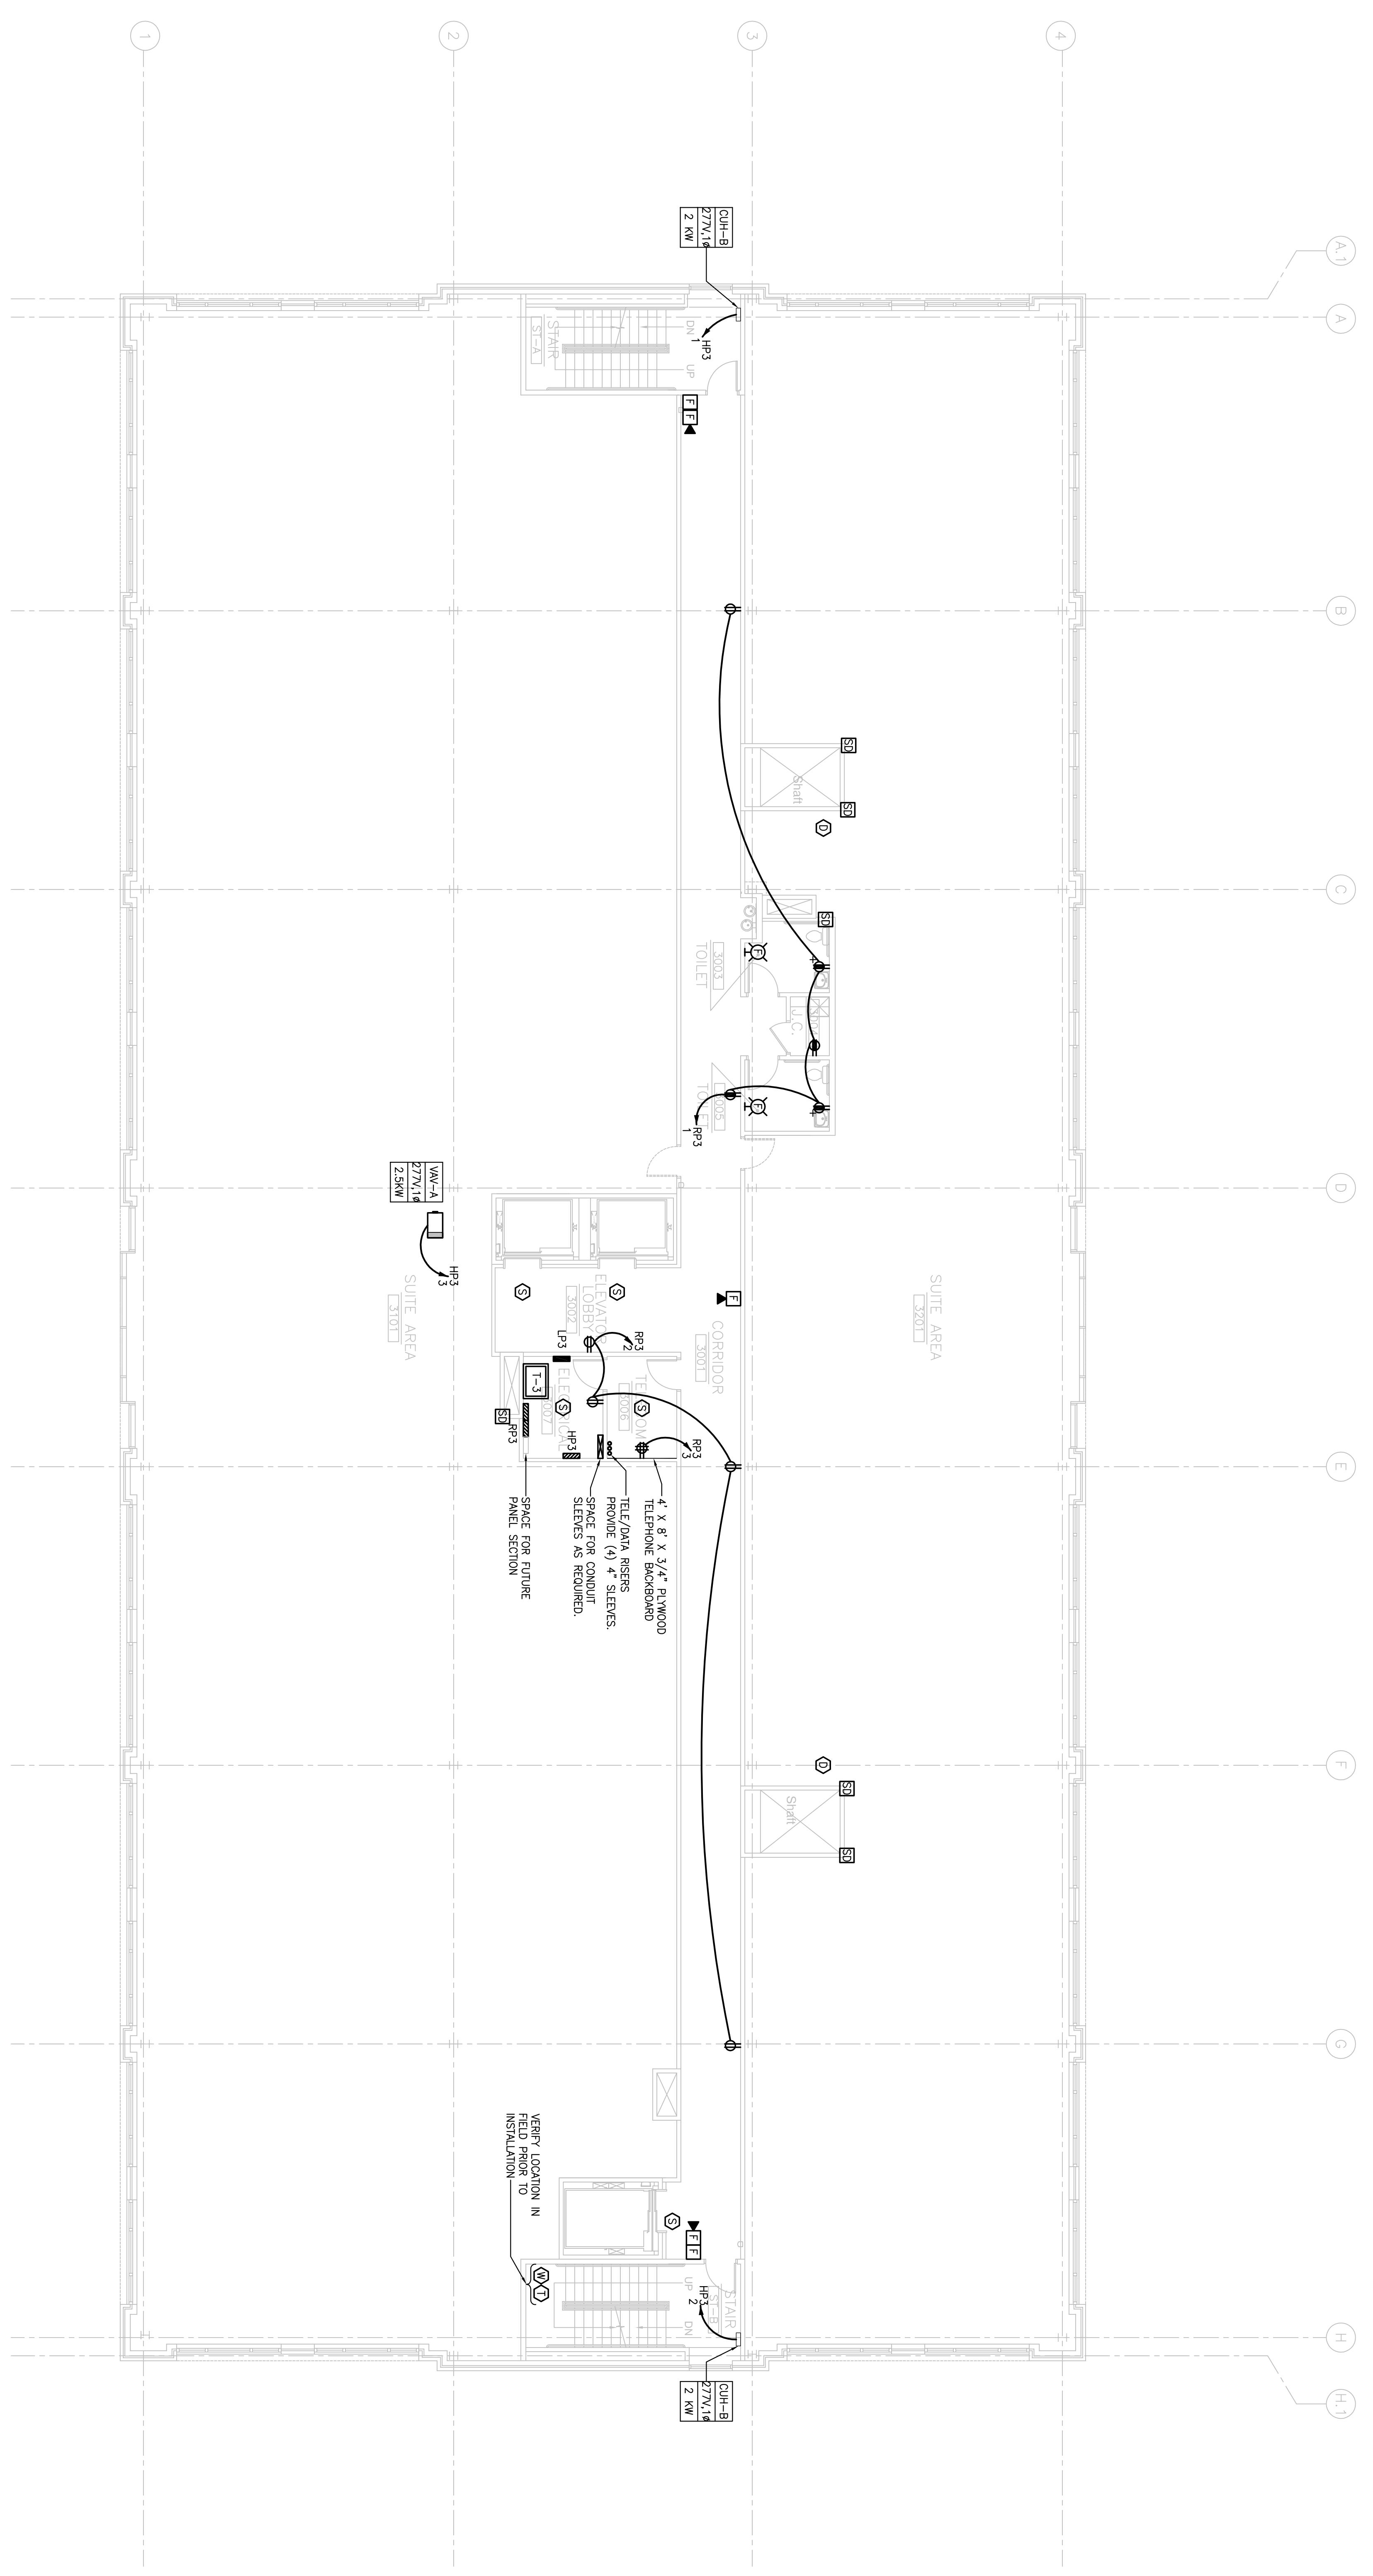 1
2
3
4
A.1
A
B
C
D
E
F
G
H
H.1
CUH-B
277V,1ø
2 KW
HP3
1
DN
UP
STAIR
ST-A
F
F
SD
Shaft
SD
D
SD
3003
TOILET
F
J.C.
3005
TOILET
F
RP3
1
VAV-A
277V,1ø
2.5KW
HP3
3
SUITE AREA
3101
SUITE AREA
3201
S
S
ELEVATOR
LOBBY
3002
F
CORRIDOR
3001
RP3
2
LP3
T-3
SD
RP3
S
ELECTRICAL
HP3
S
3006
RP3
3
4' X 8' X 3/4" PLYWOOD
TELEPHONE BACKBOARD
TELE/DATA RISERS
PROVIDE (4) 4" SLEEVES.
SPACE FOR CONDUIT
SLEEVES AS REQUIRED.
SPACE FOR FUTURE
PANEL SECTION
D
SD
Shaft
SD
VERIFY LOCATION IN
FIELD PRIOR TO
INSTALLATION
W
T
S
F
F
UP
DN
STAIR
ST-B
HP3
2
CUH-B
277V,1ø
2 KW